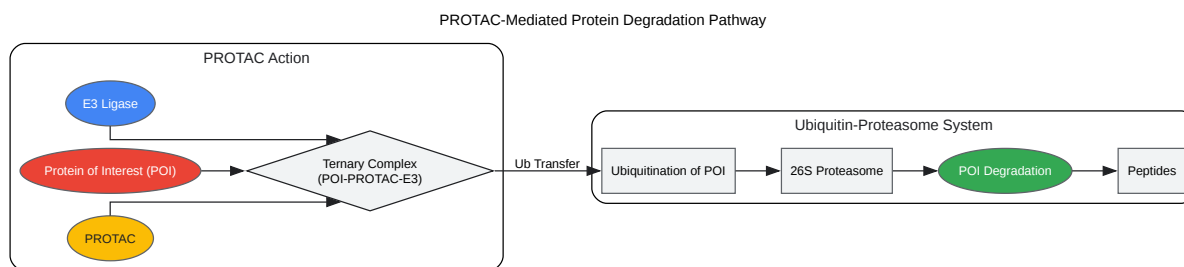 PROTAC-Mediated Protein Degradation Pathway
PROTAC Action
E3 Ligase
Protein of Interest (POI)
PROTAC
Ternary Complex
(POI-PROTAC-E3)
Ub Transfer
Ubiquitin-Proteasome System
Ubiquitination of POI
26S Proteasome
POI Degradation
Peptides